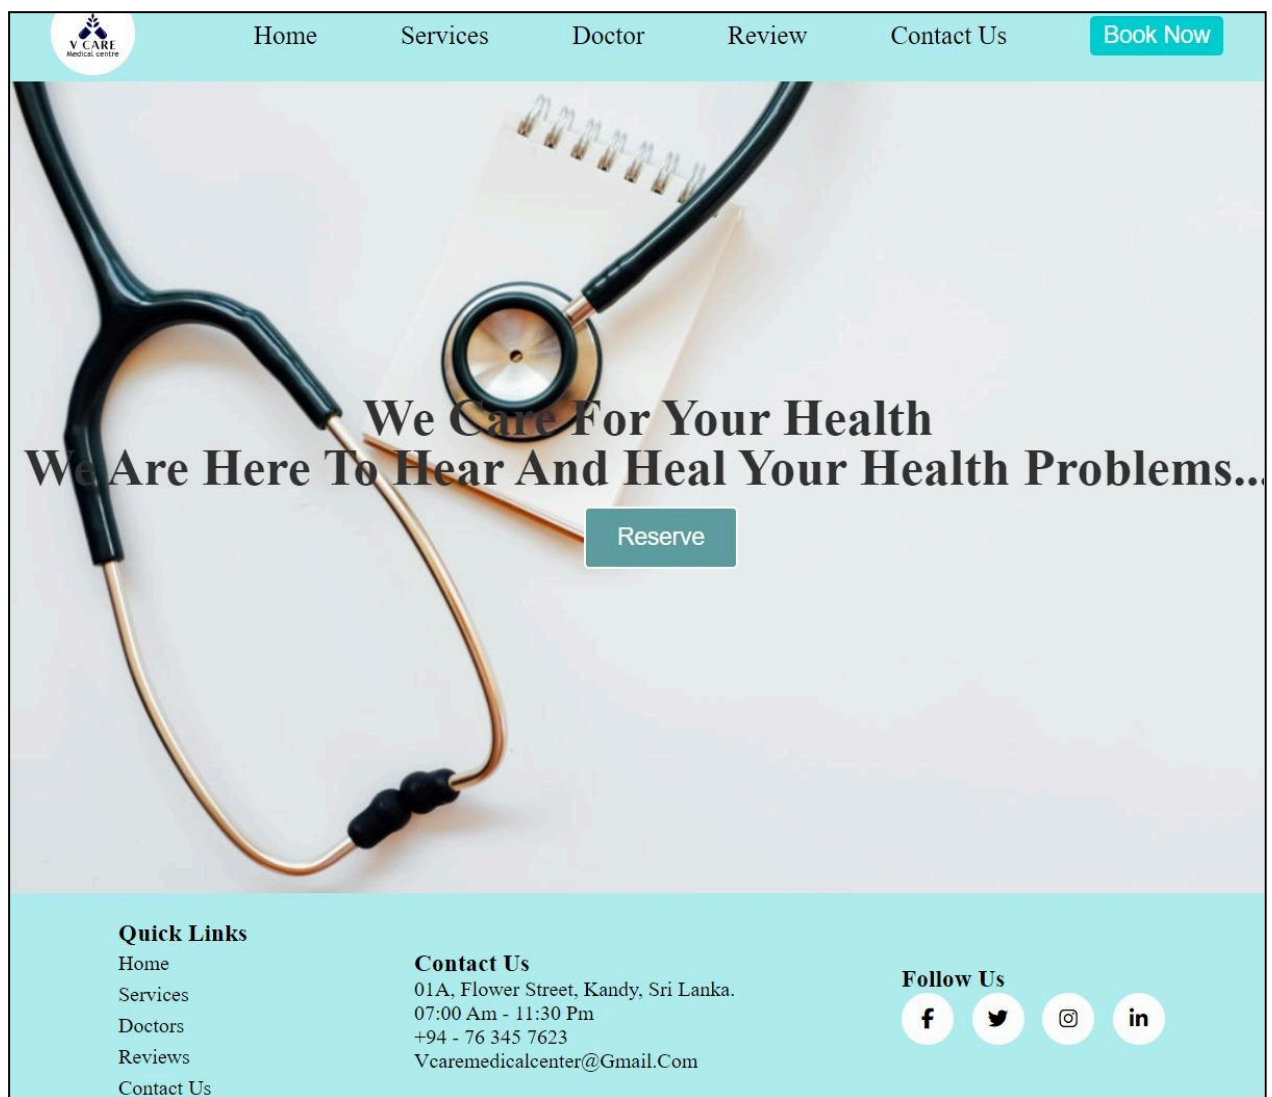 V CARE
Medical centre
Home
Services
Doctor
Review
Contact Us
Book Now
We Care For Your Health
We Are Here To Hear And Heal Your Health Problems...
Reserve
Quick Links
Home
Services
Doctors
Reviews
Contact Us
Contact Us
01A, Flower Street, Kandy, Sri Lanka.
07:00 Am - 11:30 Pm
+94 - 76 345 7623
Vcaremedicalcenter@Gmail.Com
Follow Us